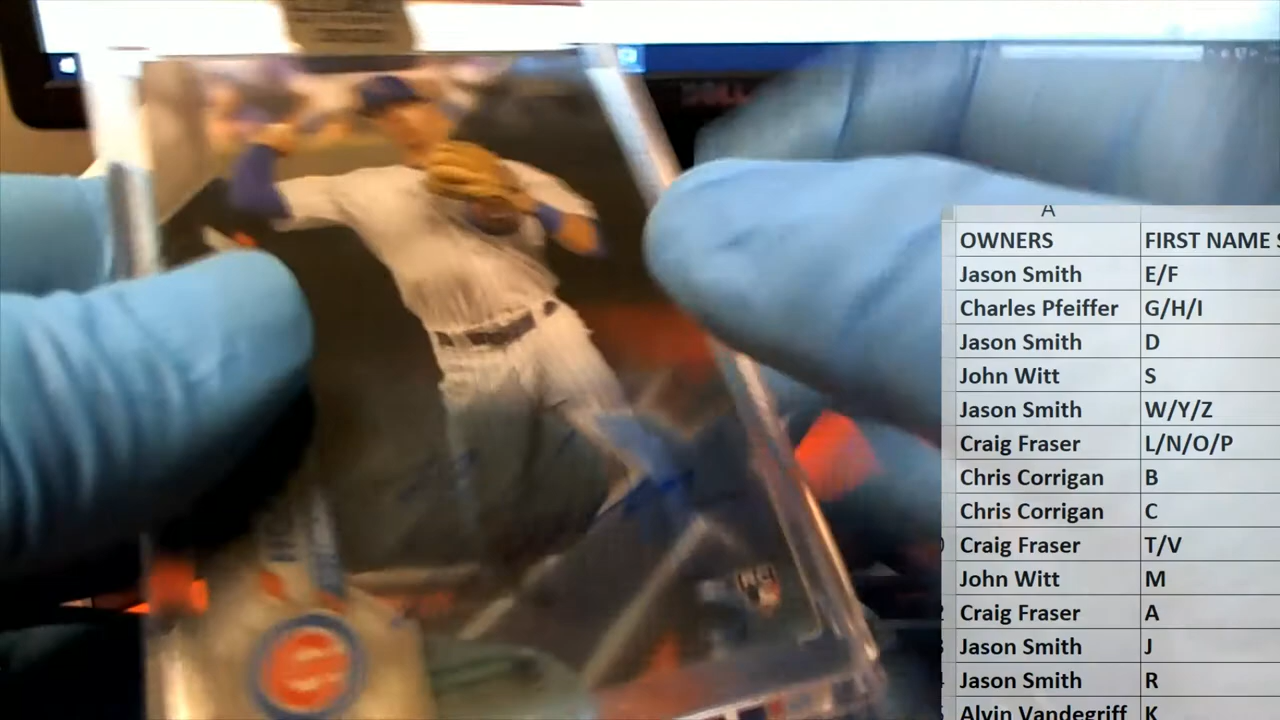 A
OWNERS FIRST NAME
Jason Smith E/F
Charles Pfeiffer G/H/I
Jason Smith D
John Witt S
Jason Smith W/Y/Z
Craig Fraser L/N/O/P
Chris Corrigan B
Chris Corrigan C
Craig Fraser T/V
John Witt M
Craig Fraser A
Jason Smith J
Jason Smith R
Alvin Vandegriff K